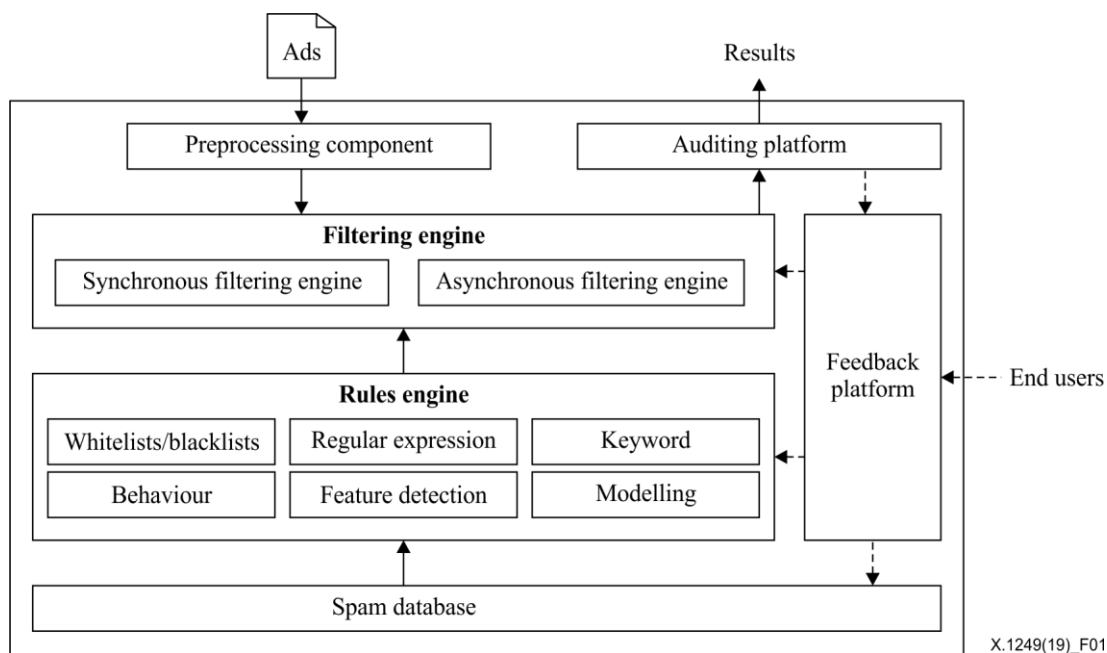 Ads
Results
Preprocessing component
Auditing platform
Filtering engine
Synchronous filtering engine
Asynchronous filtering engine
Feedback
platform
End users
Rules engine
Whitelists/blacklists
Regular expression
Keyword
Behaviour
Feature detection
Modelling
Spam database
X.1249(19)_F01